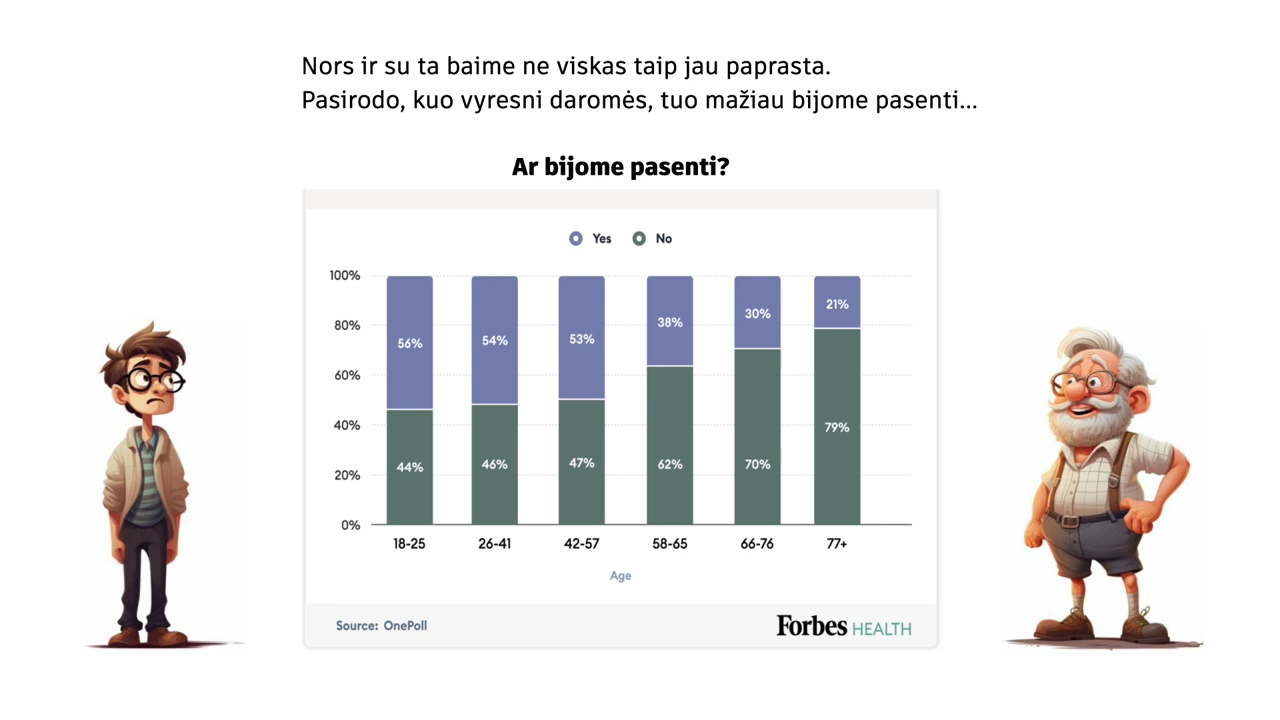 Nors ir su ta baime ne viskas taip jau paprasta.
Pasirodo, kuo vyresni daromės, tuo mažiau bijome pasenti...
Ar bijome pasenti?
Yes No
100%
80%
60%
40%
20%
0%
56% 54% 53% 38% 30% 21%
44% 46% 47% 62% 70% 79%
18-25 26-41 42-57 58-65 66-76 77+
Age
Source: OnePoll
Forbes HEALTH